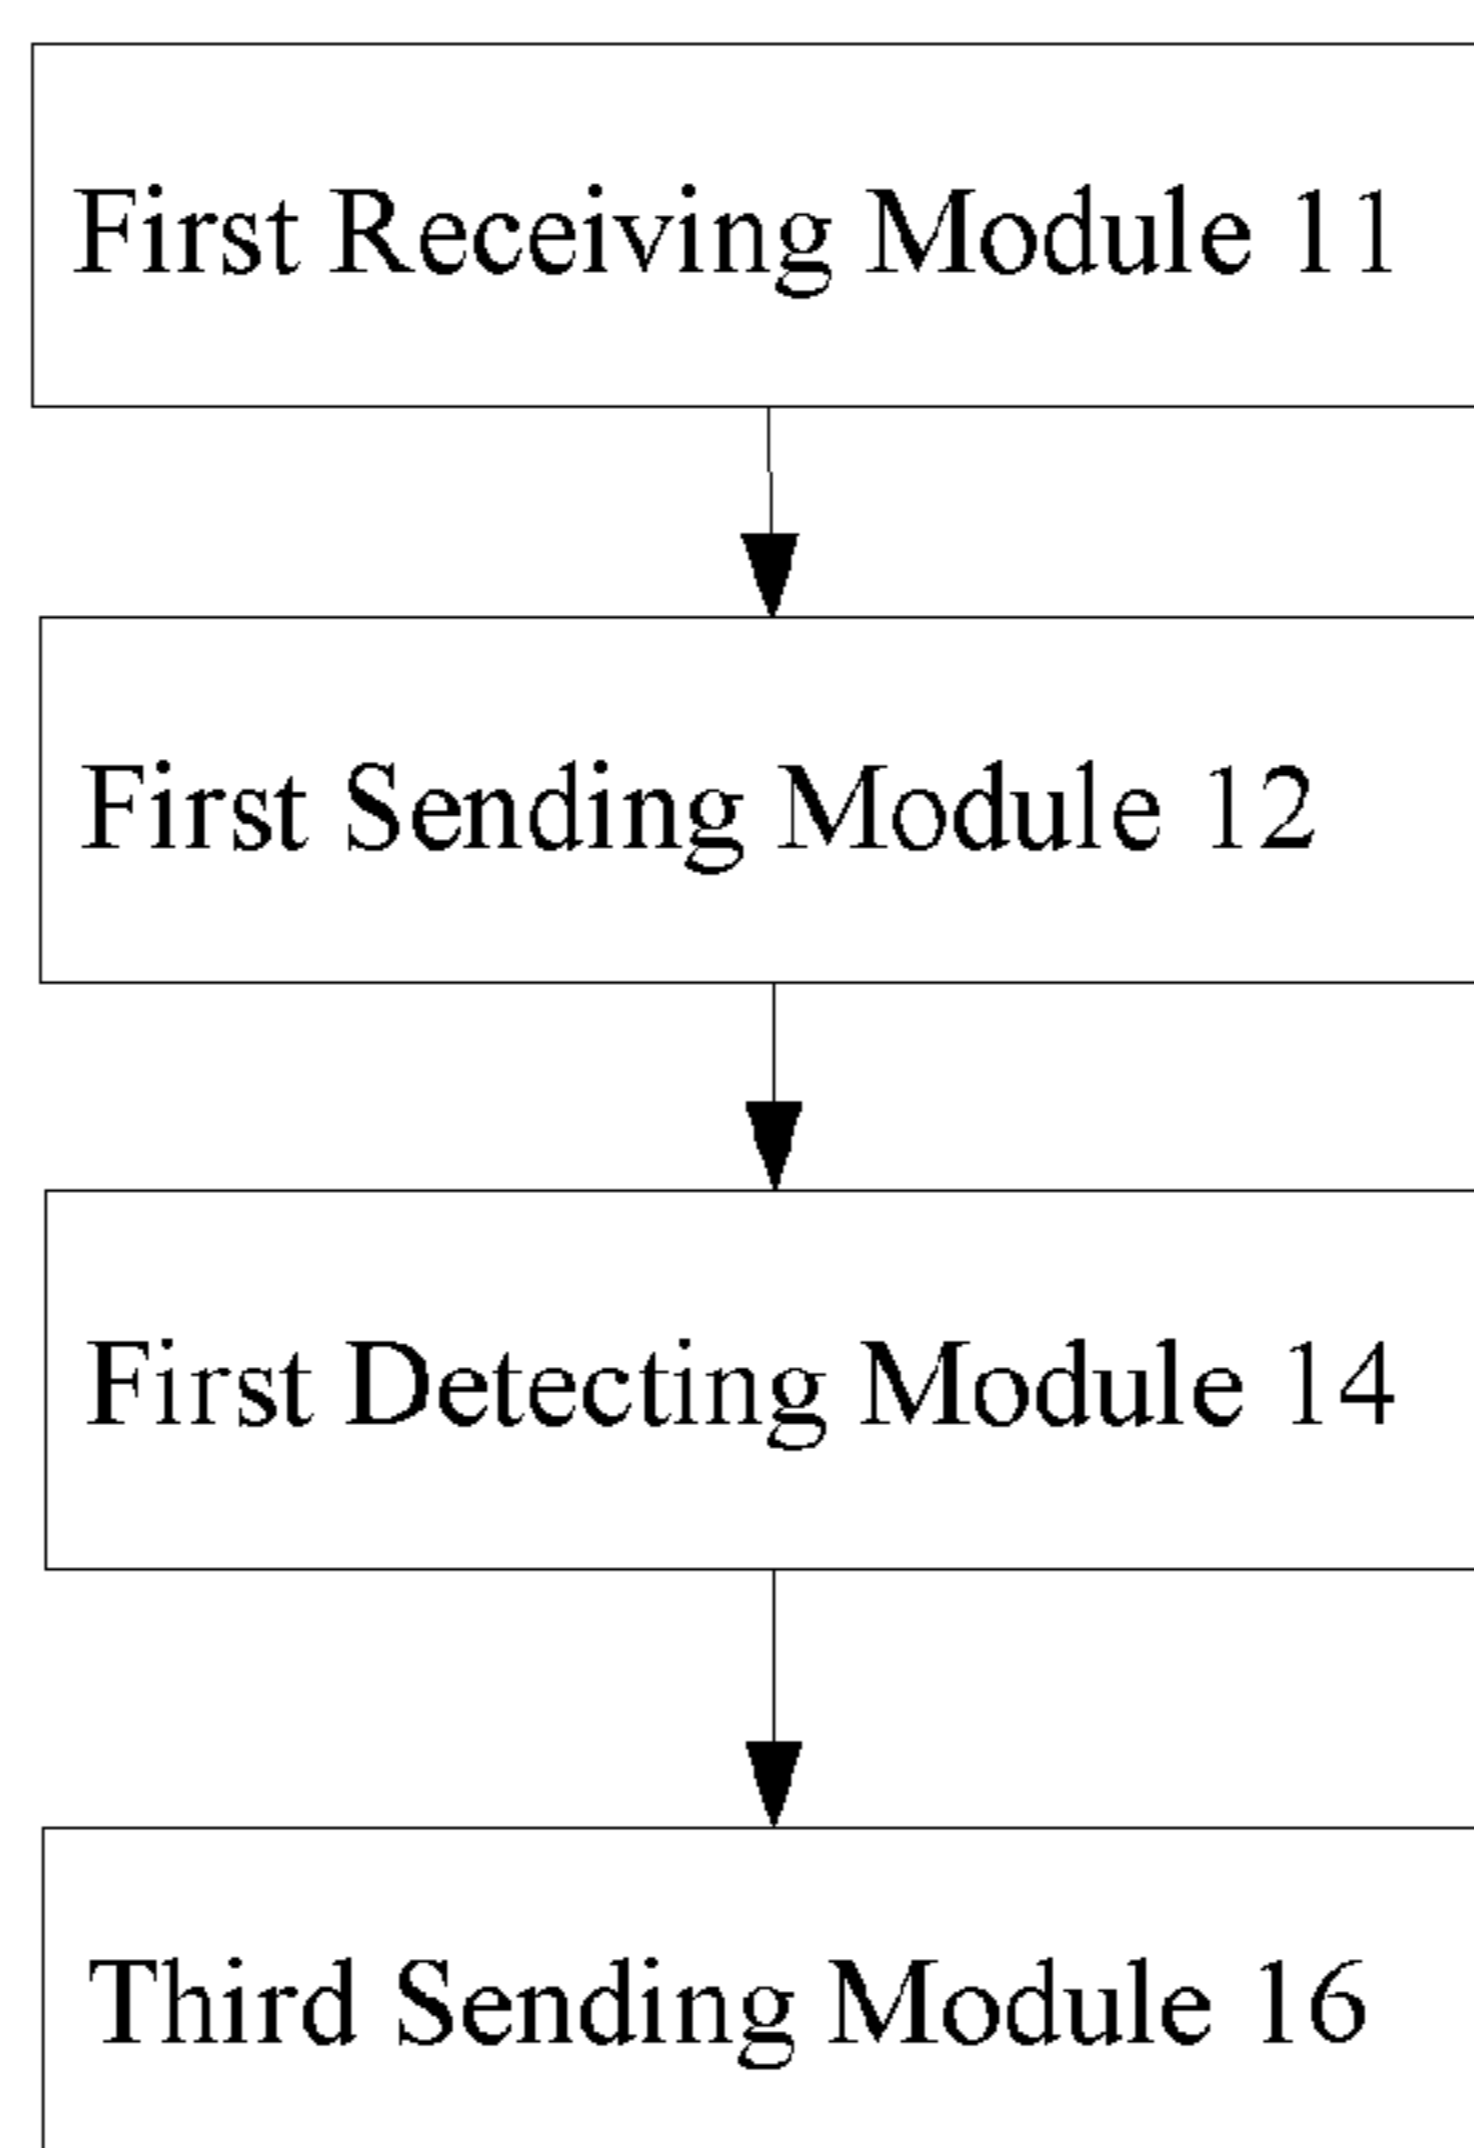 First Receiving Module 11
First Sending Module 12
First Detecting Module 14
Third Sending Module 16